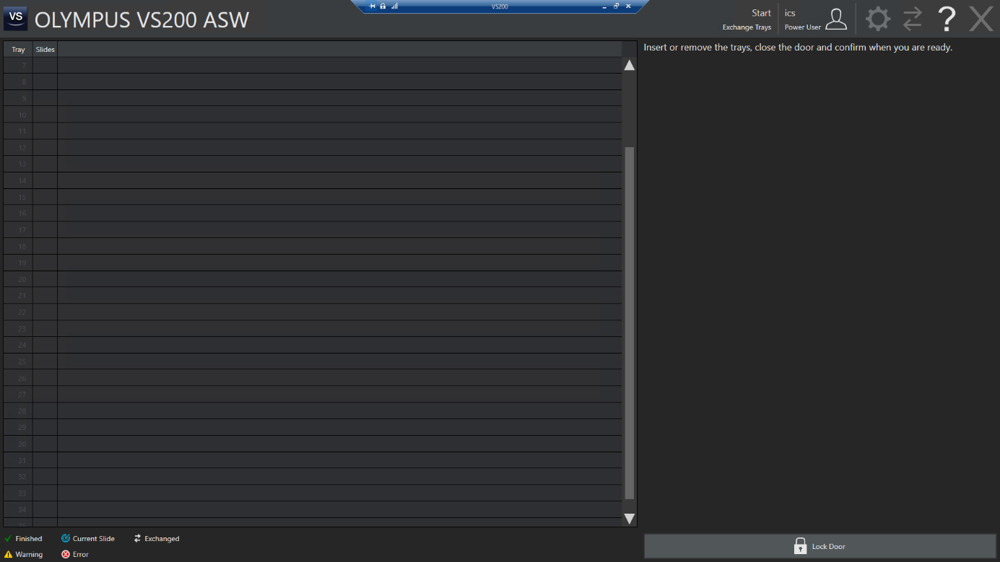 VS200
VS
OLYMPUS VS200 ASW
Start
Exchange Trays
ics
Power User
Tray Slides
7
8
9
10
11
12
13
14
15
16
17
18
19
20
21
22
23
24
25
26
27
28
29
30
31
32
33
34
35
Insert or remove the trays, close the door and confirm when you are ready.
Finished Current Slide Exchanged
Warning Error
Lock Door